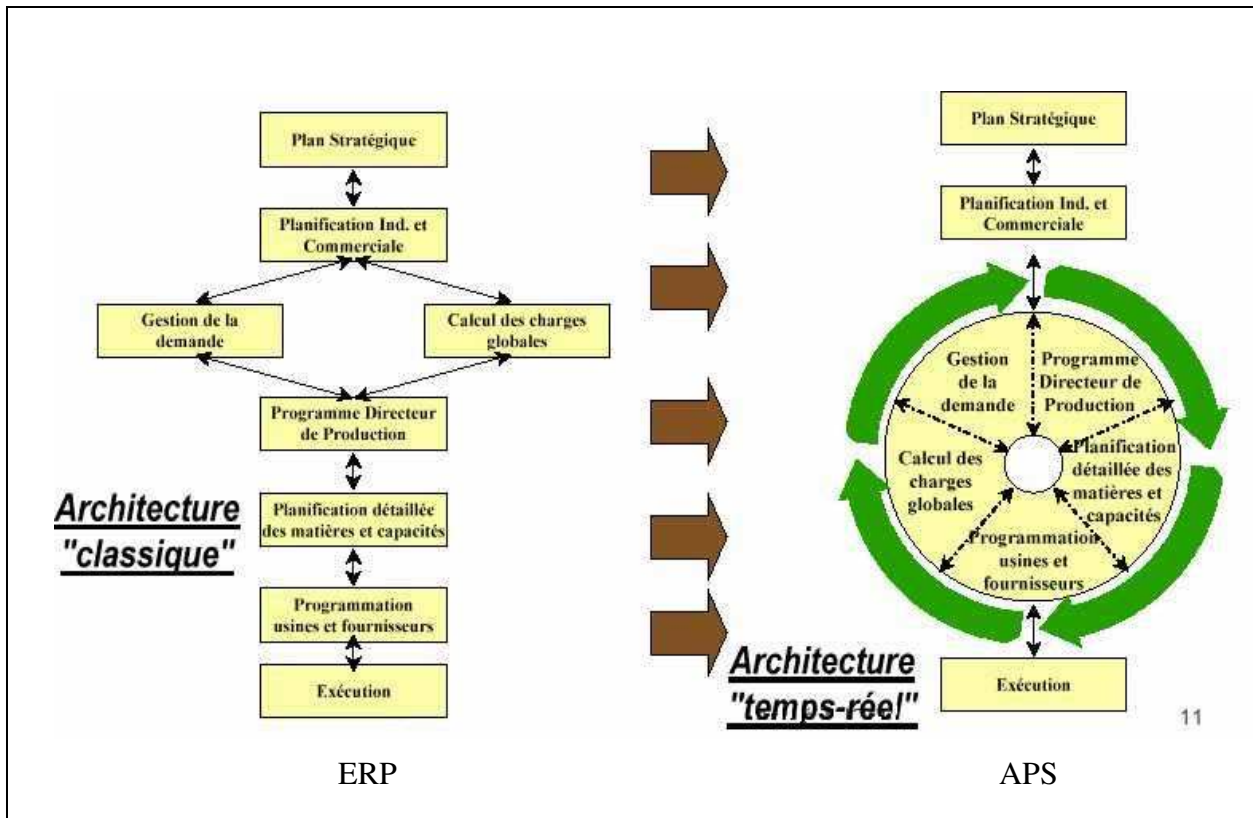 Plan Stratégique
Planification Ind. et
Commerciale
Gestion de la
demande
Calcul des charges
globales
Programme Directeur
de Production
Architecture
"classique"
Planification détaillée
des matières et capacités
Programmation
usines et fournisseurs
Exécution
ERP
Plan Stratégique
Planification Ind. et
Commerciale
Gestion
de la
demande
Programme
Directeur de
Production
Calcul des
charges
globales
Planification
détaillée des
matières et
capacités
Programmation
usines et
fournisseurs
Architecture
"temps-réel"
Exécution
11
APS